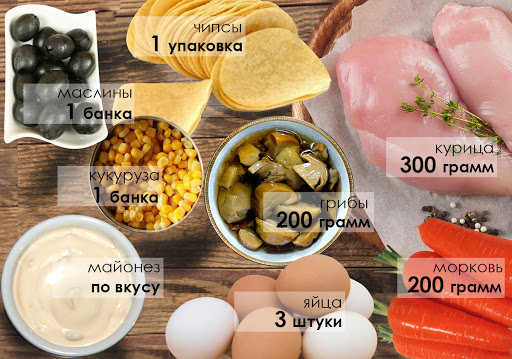 чипсы
1 упаковка
маслины
1 банка
курица
300 грамм
кукуруза
1 банка
грибы
200 грамм
майонез
по вкусу
морковь
200 грамм
яйца
3 штуки